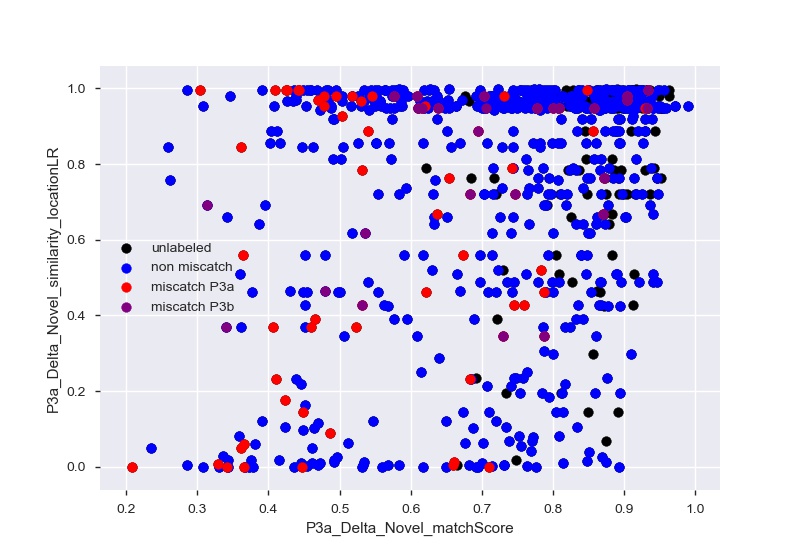 1.0
0.8
0.6
0.4
0.2
0.0
P3a_Delta_Novel_similarity_locationLR
unlabeled
non miscatch
miscatch P3a
miscatch P3b
0.2 0.3 0.4 0.5 0.6 0.7 0.8 0.9 1.0
P3a_Delta_Novel_matchScore